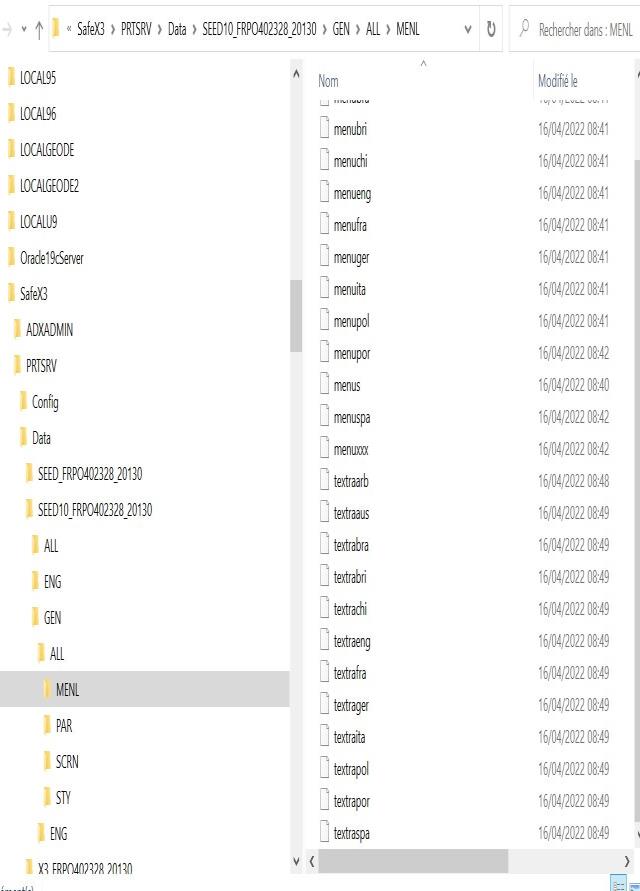 « SafeX3 › PRTSRV › Data › SEED10_FRPO402328_20130 › GEN › ALL › MENL
Rechercher dans : MENL
LOCAL95
LOCAL96
LOCALGEODE
LOCALGEODE2
LOCALU9
Oracle19cServer
SafeX3
ADXADMIN
PRTSRV
Config
Data
SEED_FRPO402328_20130
SEED10_FRPO402328_20130
ALL
ENG
GEN
ALL
MENL
PAR
SCRN
STY
ENG
X3_FRPO402328_20130
Nom Modifié le
menubra 16/04/2022 08:41
menubri 16/04/2022 08:41
menuchi 16/04/2022 08:41
menueng 16/04/2022 08:41
menufra 16/04/2022 08:41
menuger 16/04/2022 08:41
menuita 16/04/2022 08:41
menupol 16/04/2022 08:41
menupor 16/04/2022 08:42
menus 16/04/2022 08:40
menuspa 16/04/2022 08:42
menuxxx 16/04/2022 08:42
textraarb 16/04/2022 08:48
textraaus 16/04/2022 08:49
textrabra 16/04/2022 08:49
textrabri 16/04/2022 08:49
textrachi 16/04/2022 08:49
textraeng 16/04/2022 08:49
textrafra 16/04/2022 08:49
textrager 16/04/2022 08:49
textraita 16/04/2022 08:49
textrapol 16/04/2022 08:49
textrapor 16/04/2022 08:49
textraspa 16/04/2022 08:49